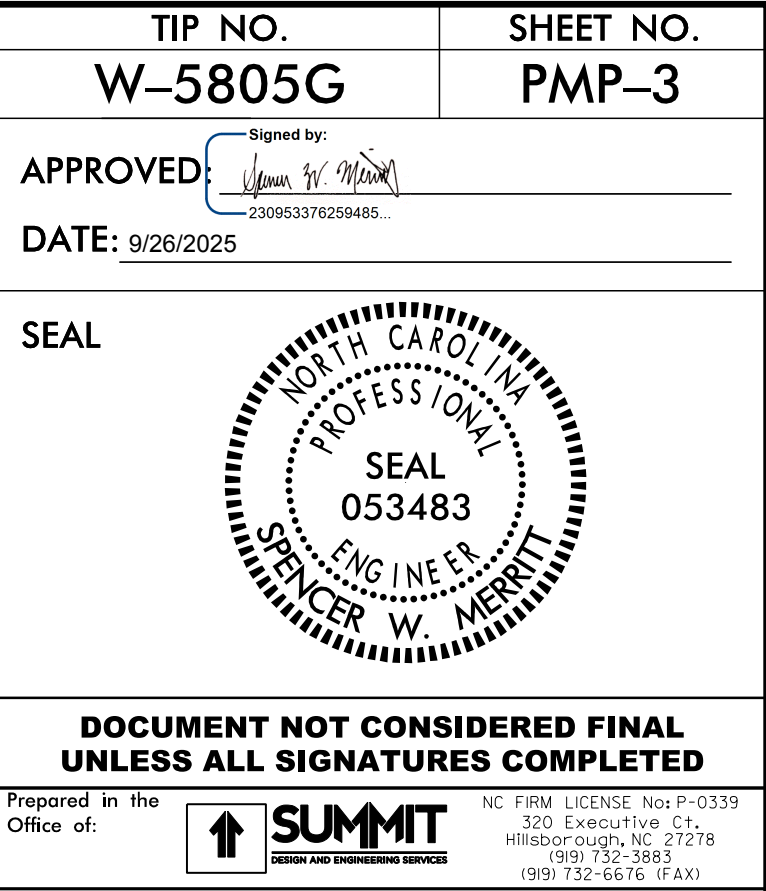 TIP NO.
SHEET NO.
W–5805G
PMP–3
Signed by:
APPROVED:
Spencer W. Merritt
230953376259485...
DATE: 9/26/2025
SEAL
NORTH CAROLINA
PROFESSIONAL
SEAL
053483
ENGINEER
SPENCER W. MERRITT
DOCUMENT NOT CONSIDERED FINAL
UNLESS ALL SIGNATURES COMPLETED
Prepared in the
Office of:
SUMMIT
DESIGN AND ENGINEERING SERVICES
NC FIRM LICENSE No: P-0339
320 Executive Ct.
Hillsborough, NC 27278
(919) 732-3883
(919) 732-6676 (FAX)